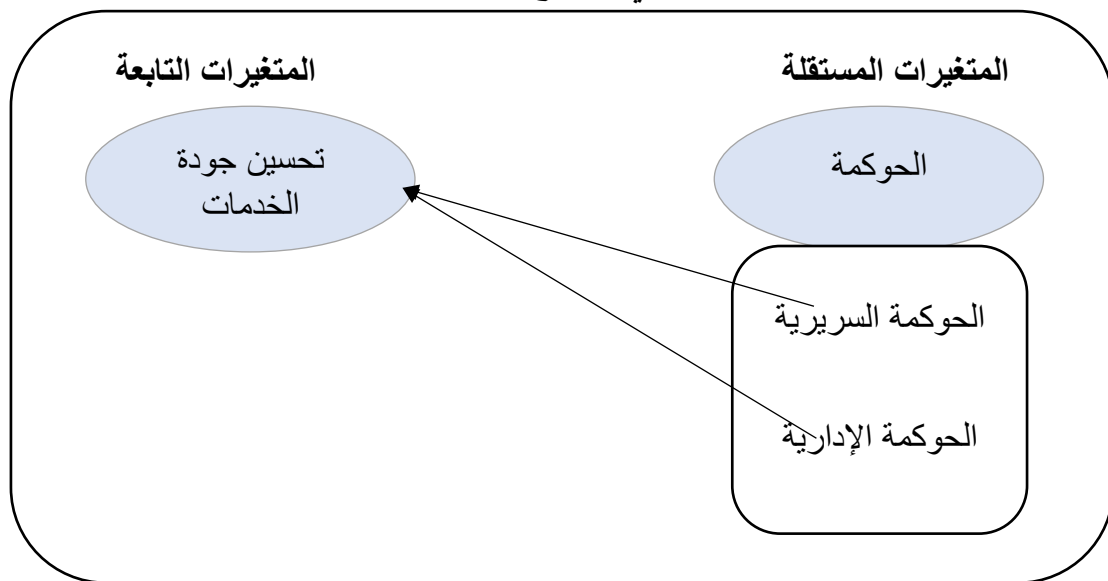 المتغيرات المستقلة
المتغيرات التابعة
الحوكمة
تحسين جودة
الخدمات
الحوكمة السريرية
الحوكمة الإدارية